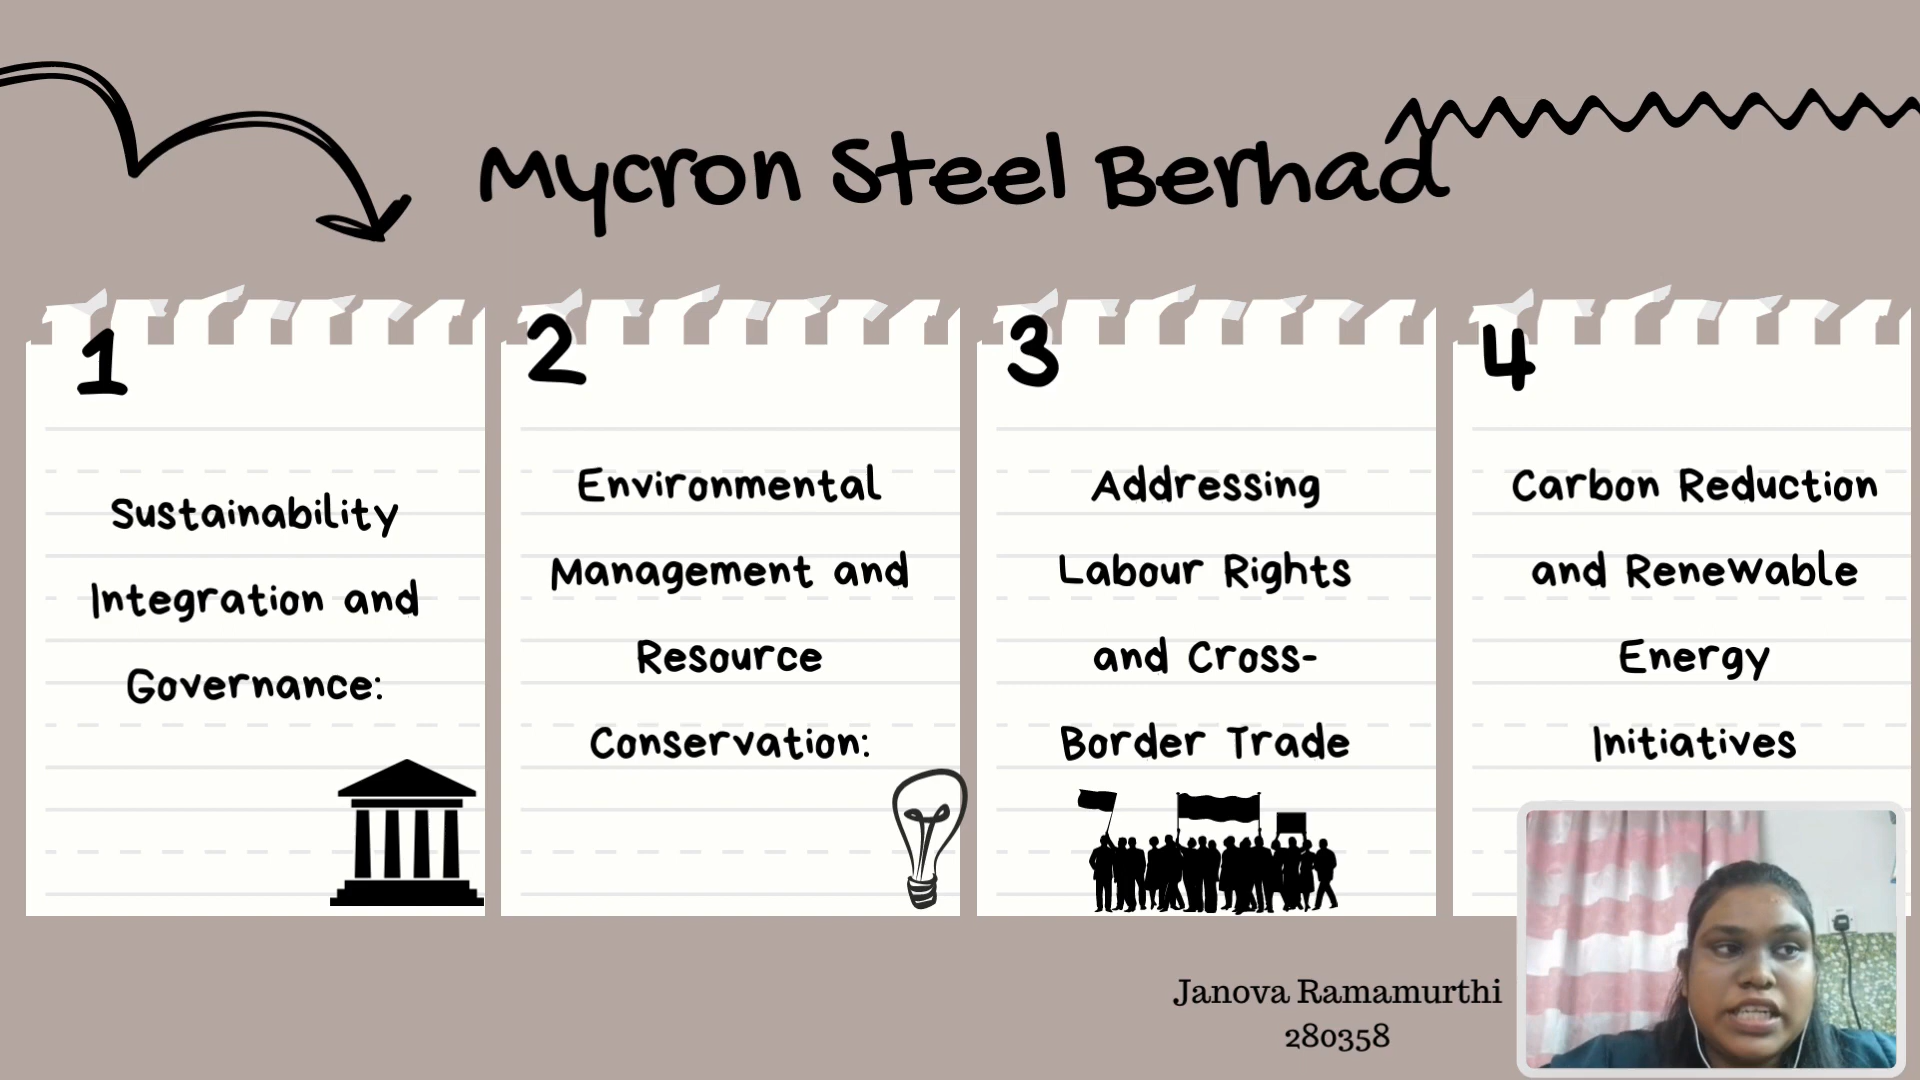 Mycron Steel Berhad
1
Sustainability
Integration and
Governance:
2
Environmental
Management and
Resource
Conservation:
3
Addressing
Labour Rights
and Cross-
Border Trade
4
Carbon Reduction
and Renewable
Energy
Initiatives
Janova Ramamurthi
280358